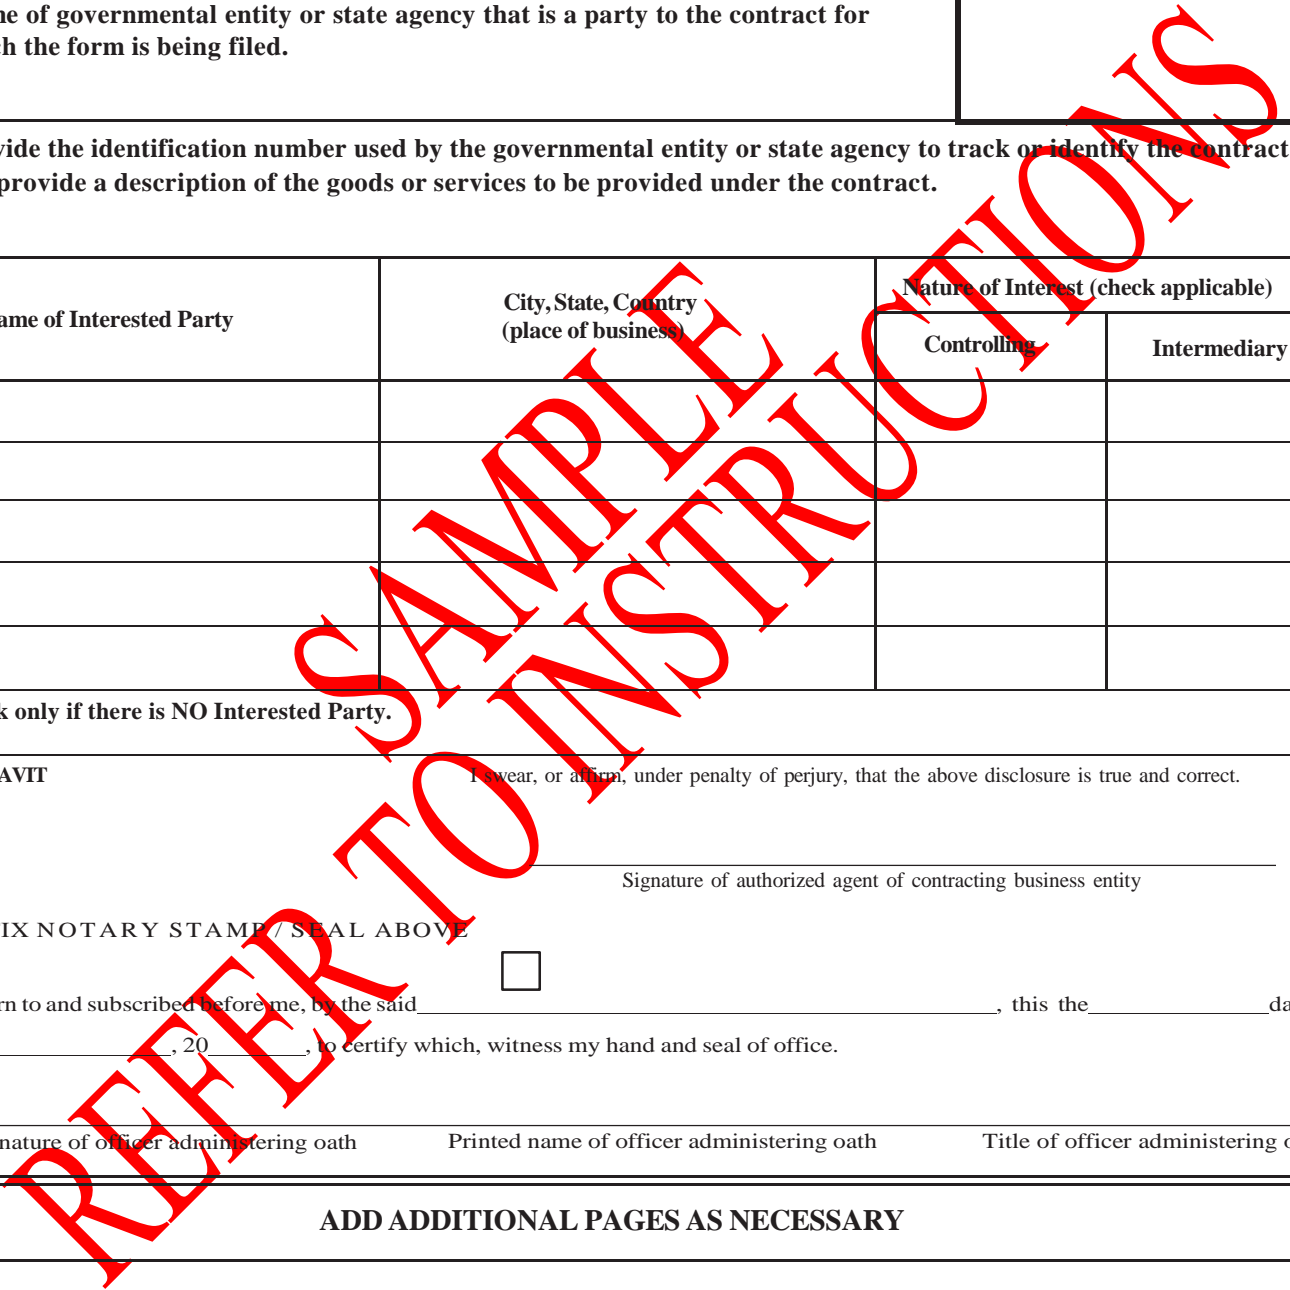 ne of governmental entity or state agency that is a party to the contract for
ch the form is being filed.
vide the identification number used by the governmental entity or state agency to track or identify the contract
provide a description of the goods or services to be provided under the contract.
ame of Interested Party
City, State, Country
(place of business)
Nature of Interest (check applicable)
Controlling
Intermediary
k only if there is NO Interested Party.
AVIT
I swear, or affirm, under penalty of perjury, that the above disclosure is true and correct.
Signature of authorized agent of contracting business entity
IX NOTARY STAMP / SEAL ABOVE
rn to and subscribed before me, by the said, this the da
, 20, to certify which, witness my hand and seal of office.
nature of officer administering oath
Printed name of officer administering oath
Title of officer administering o
ADD ADDITIONAL PAGES AS NECESSARY
SAMPLE
REFER TO INSTRUCTIONS